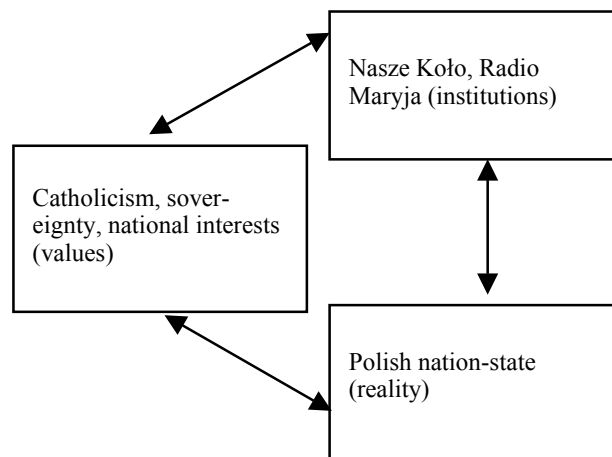 Nasze Koło, Radio
Maryja (institutions)
Catholicism, sover-
eignty, national interests
(values)
Polish nation-state
(reality)